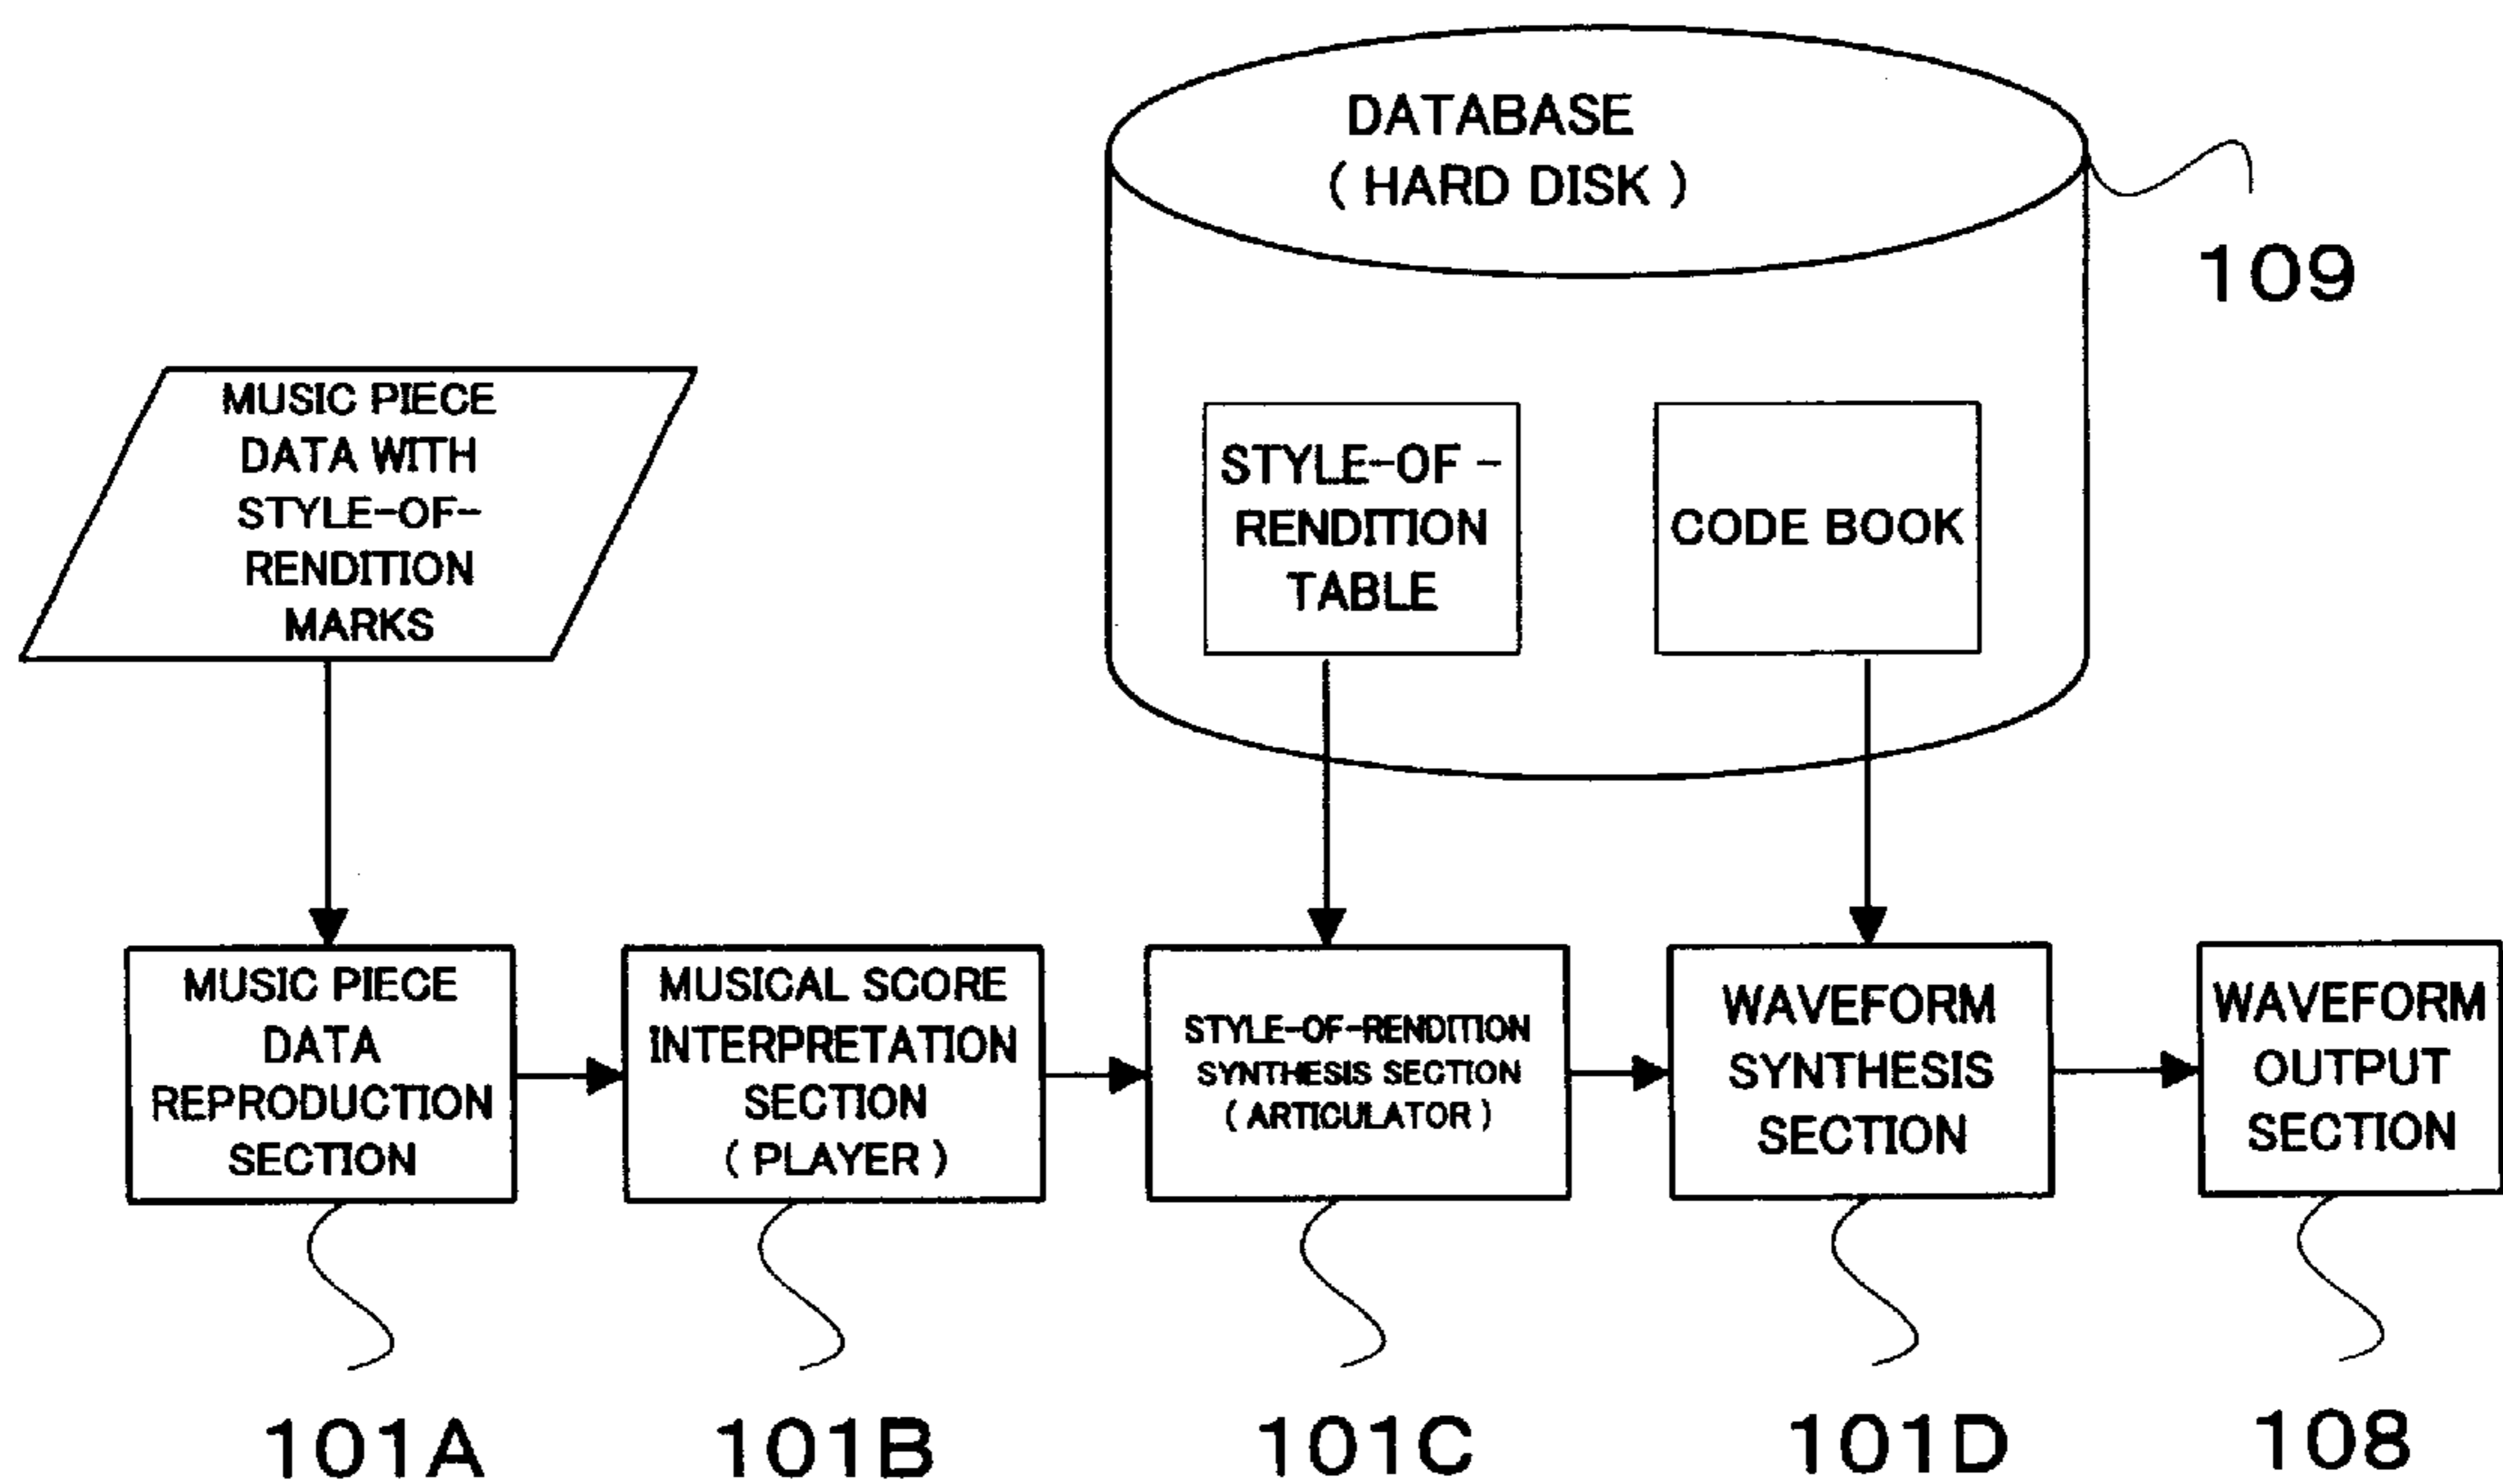 DATABASE
( HARD DISK )
109
MUSIC PIECE
DATA WITH
STYLE-OF-
RENDITION
MARKS
STYLE-OF-
RENDITION
TABLE
CODE BOOK
MUSIC PIECE
DATA
REPRODUCTION
SECTION
MUSICAL SCORE
INTERPRETATION
SECTION
( PLAYER )
STYLE-OF-RENDITION
SYNTHESIS SECTION
( ARTICULATOR )
WAVEFORM
SYNTHESIS
SECTION
WAVEFORM
OUTPUT
SECTION
101A
101B
101C
101D
108